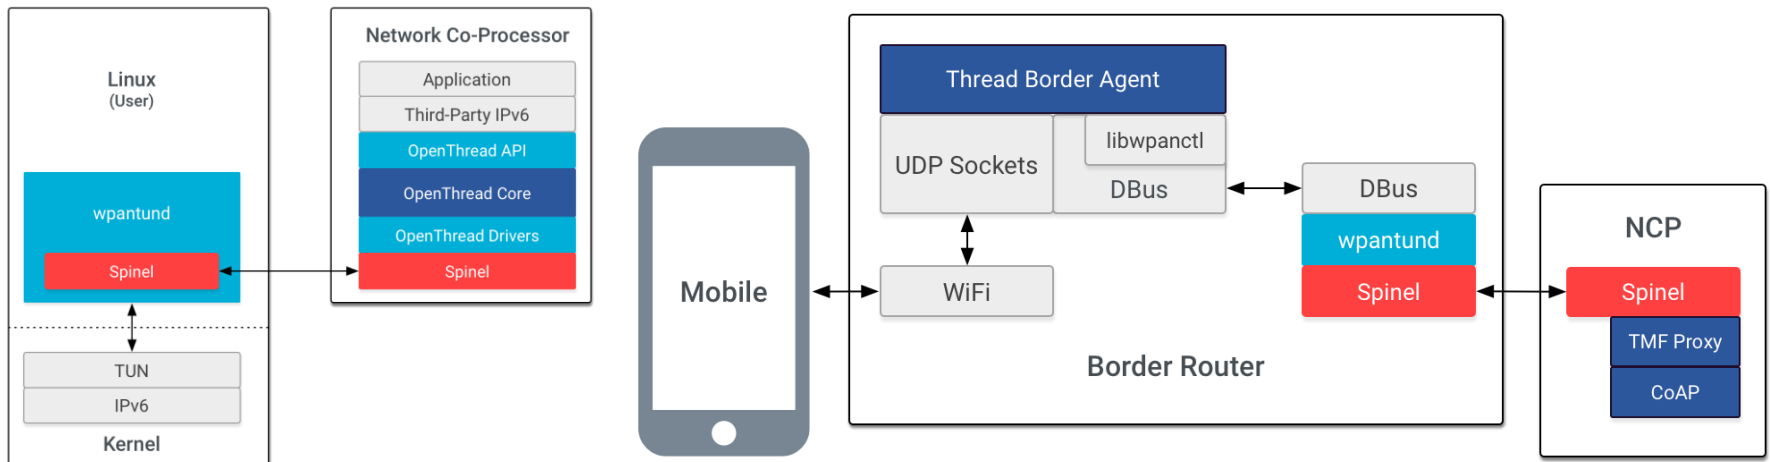 Linux
(User)
wpantund
Spinel
TUN
IPv6
Kernel
Network Co-Processor
Application
Third-Party IPv6
OpenThread API
OpenThread Core
OpenThread Drivers
Spinel
Mobile
Thread Border Agent
UDP Sockets
libwpanctl
DBus
WiFi
DBus
wpantund
Spinel
Border Router
NCP
Spinel
TMF Proxy
CoAP